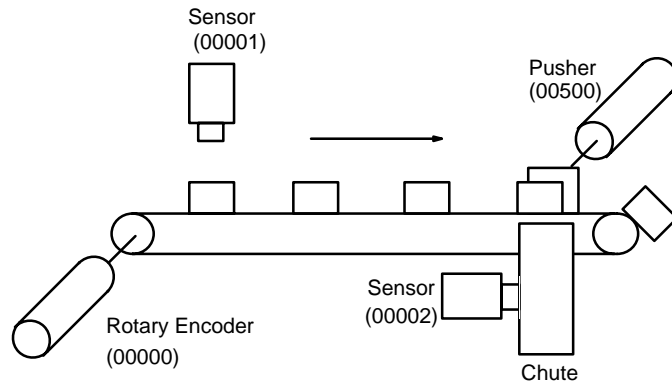 Sensor
(00001)
Pusher
(00500)
Sensor
(00002)
Rotary Encoder
(00000)
Chute